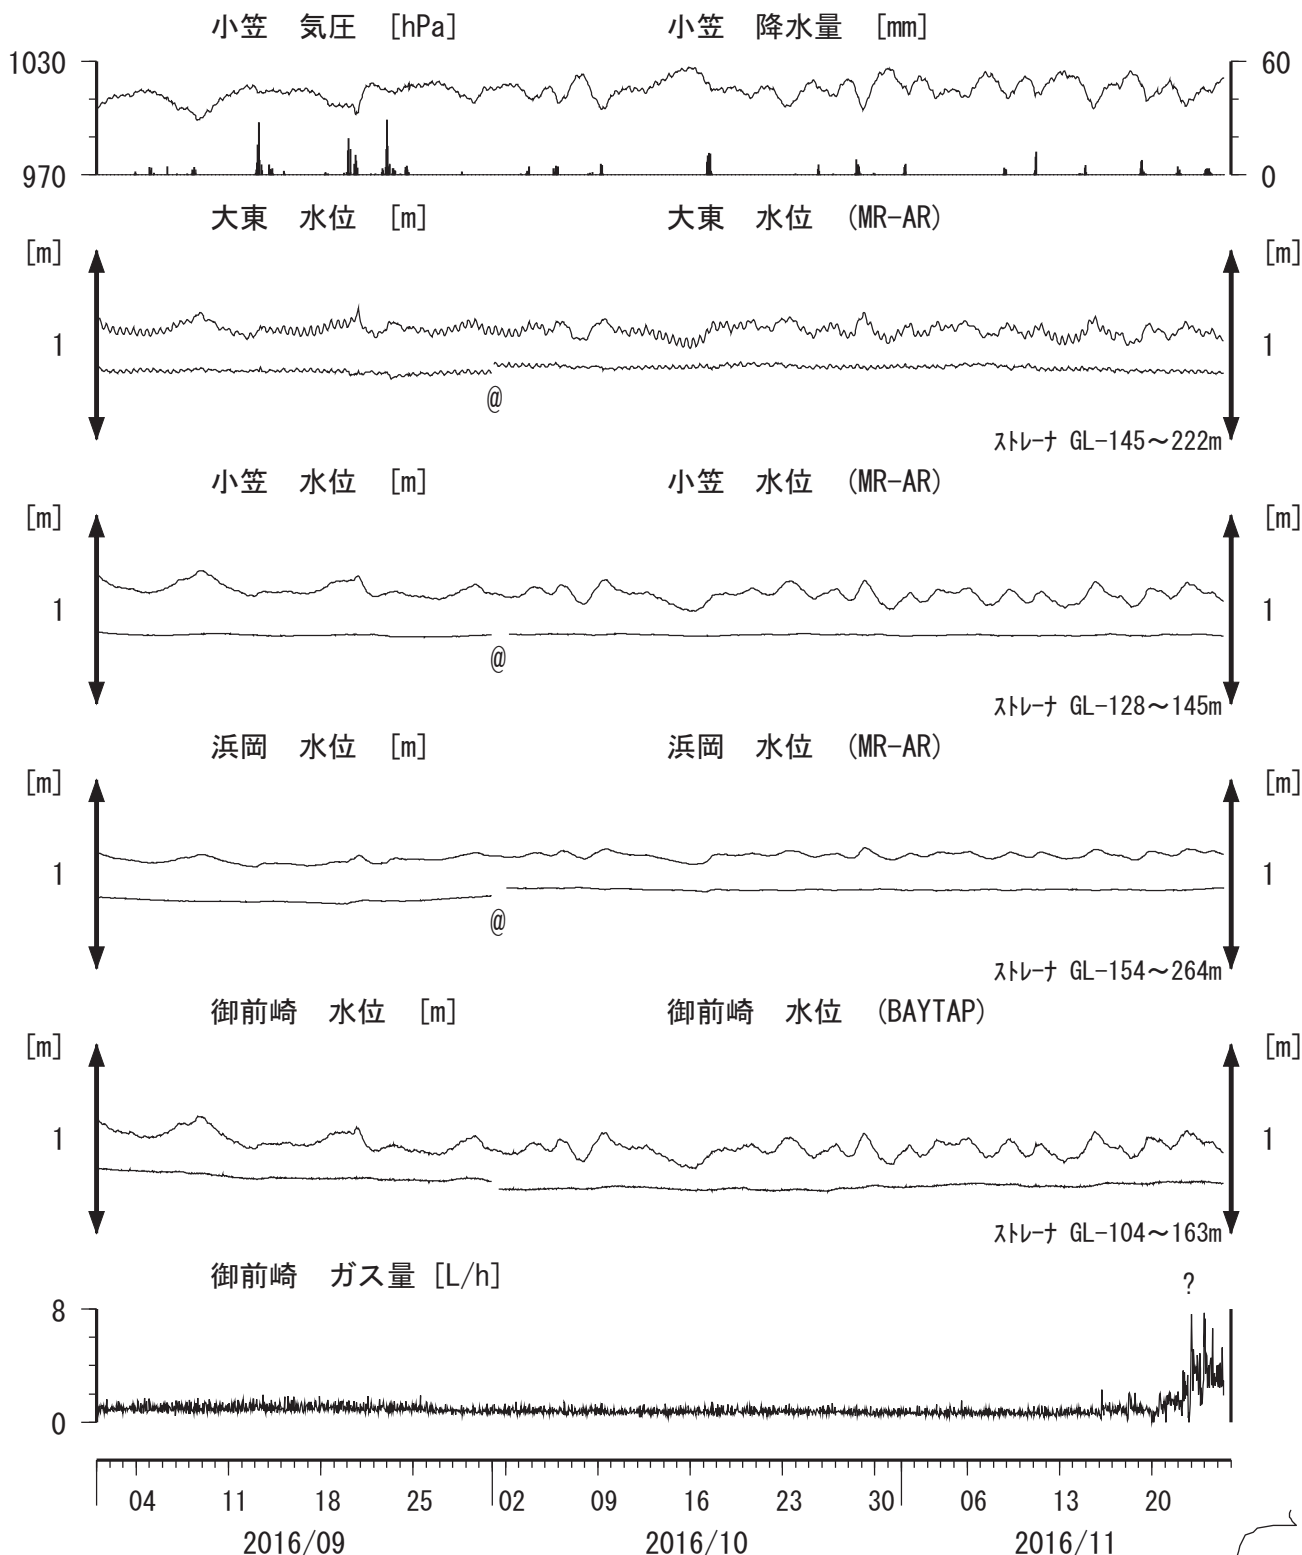 小笠　気圧　[hPa]　小笠　降水量　[mm]
1030　60
970　0
大東　水位　[m]　大東　水位　(MR-AR)
[m]　[m]
1　1
@
ｽﾄﾚｰﾅ GL-145～222m
小笠　水位　[m]　小笠　水位　(MR-AR)
[m]　[m]
1　1
@
ｽﾄﾚｰﾅ GL-128～145m
浜岡　水位　[m]　浜岡　水位　(MR-AR)
[m]　[m]
1　1
@
ｽﾄﾚｰﾅ GL-154～264m
御前崎　水位　[m]　御前崎　水位　(BAYTAP)
[m]　[m]
1　1
ｽﾄﾚｰﾅ GL-104～163m
御前崎　ガス量 [L/h]
?
8
0
04　11　18　25　02　09　16　23　30　06　13　20
2016/09　2016/10　2016/11